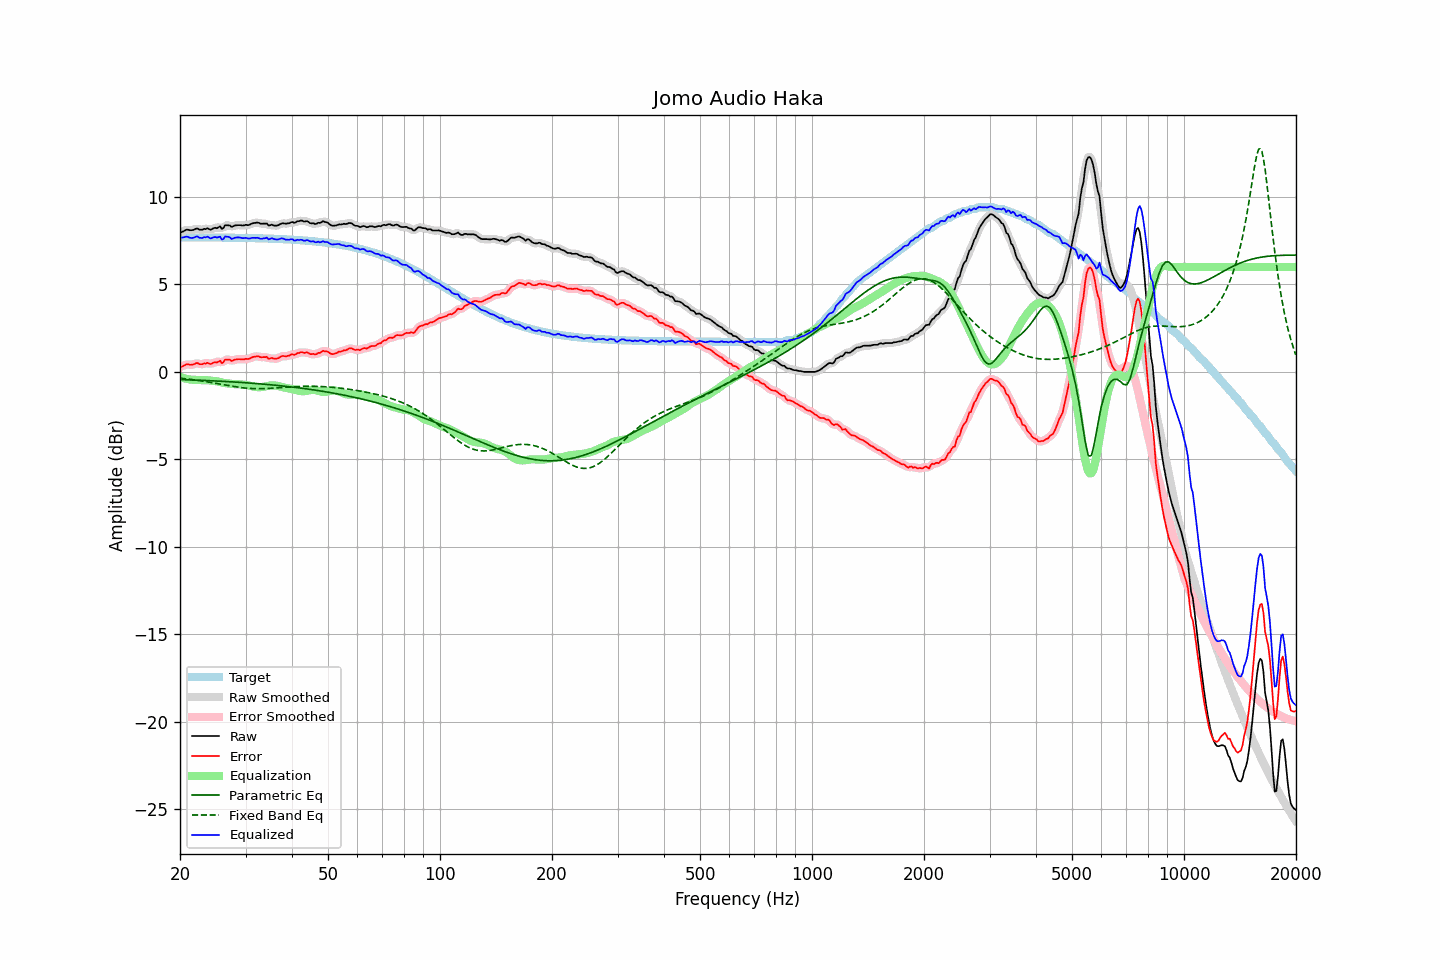 Jomo Audio Haka
Amplitude (dBr)
10
5
0
−5
−10
−15
−20
−25
Target
Raw Smoothed
Error Smoothed
Raw
Error
Equalization
Parametric Eq
Fixed Band Eq
Equalized
20 50 100 200 500 1000 2000 5000 10000 20000
Frequency (Hz)